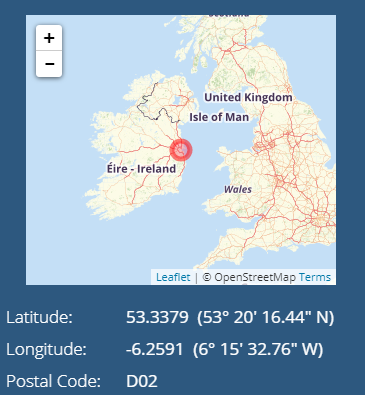 Scotland
+
−
United Kingdom
Isle of Man
Éire - Ireland
Wales
Leaflet | © OpenStreetMap Terms
Latitude: 53.3379 (53° 20' 16.44" N)
Longitude: -6.2591 (6° 15' 32.76" W)
Postal Code: D02